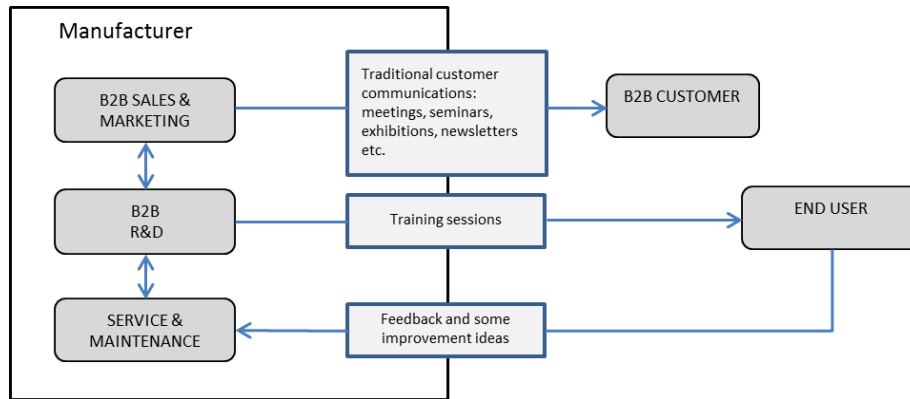 Manufacturer
B2B SALES &
MARKETING
Traditional customer
communications:
meetings, seminars,
exhibitions, newsletters
etc.
B2B CUSTOMER
B2B
R&D
Training sessions
END USER
SERVICE &
MAINTENANCE
Feedback and some
improvement ideas